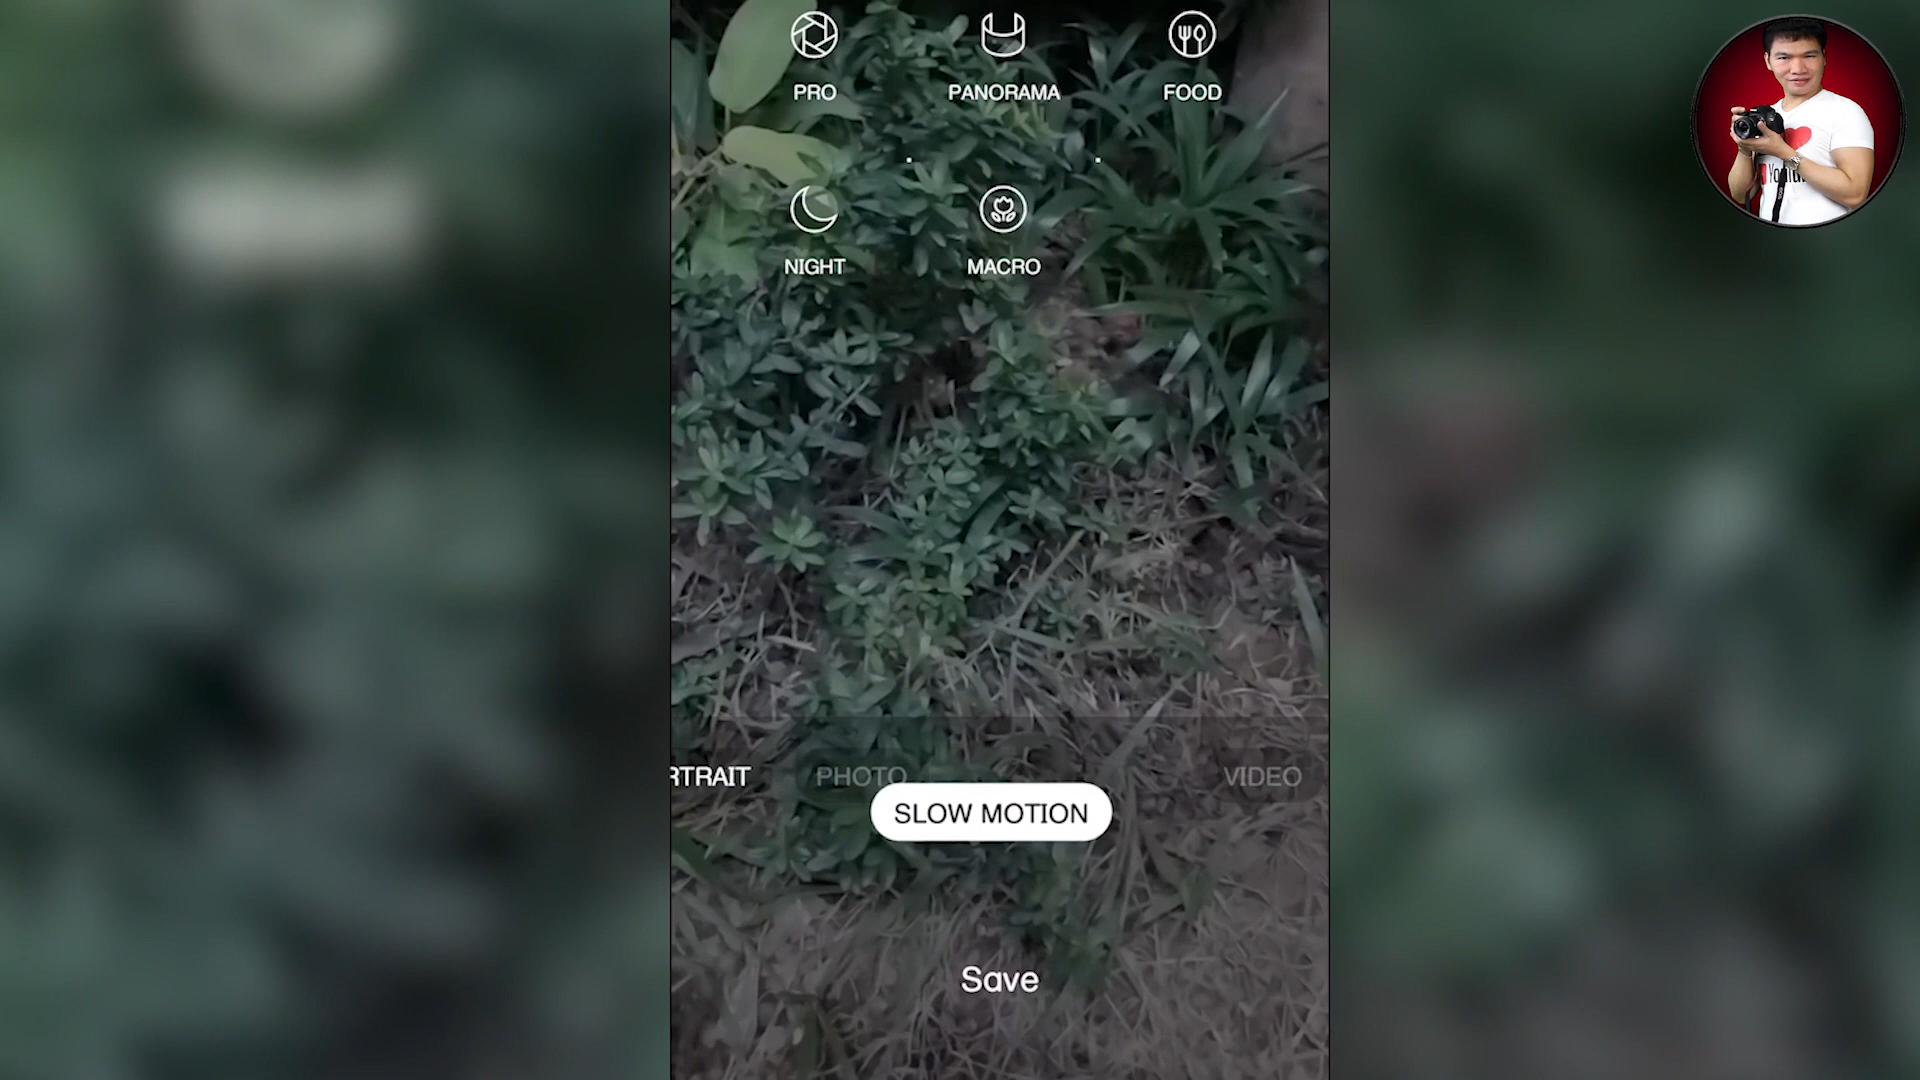 PRO PANORAMA FOOD
NIGHT MACRO
RTRAIT PHOTO VIDEO
SLOW MOTION
Save